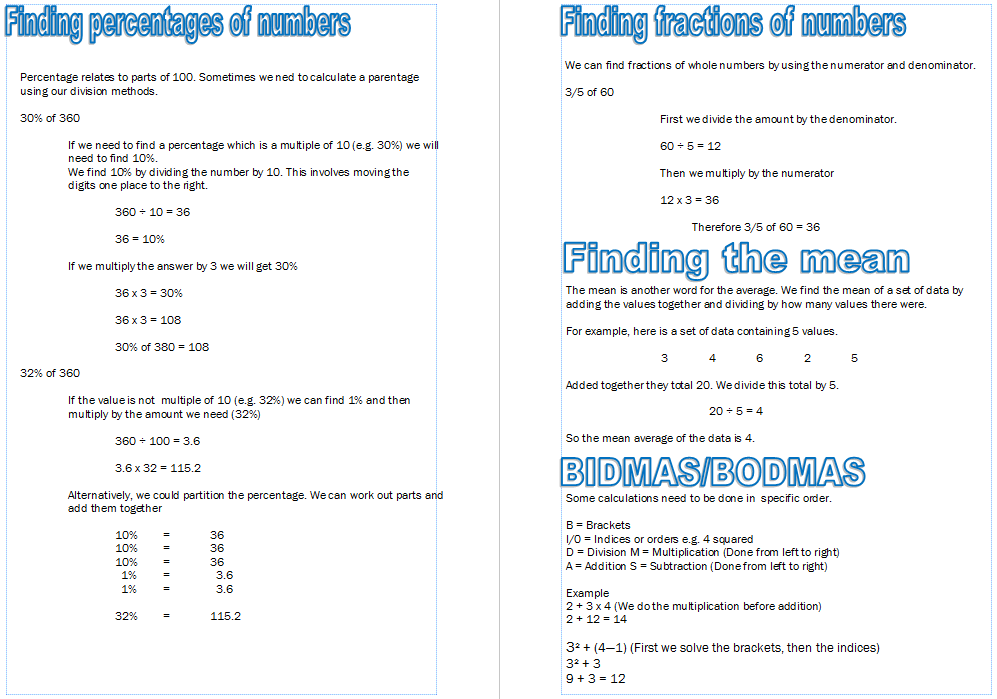 Finding percentages of numbers
Percentage relates to parts of 100. Sometimes we ned to calculate a parentage
using our division methods.
30% of 360
If we need to find a percentage which is a multiple of 10 (e.g. 30%) we will
need to find 10%.
We find 10% by dividing the number by 10. This involves moving the
digits one place to the right.
360 ÷ 10 = 36
36 = 10%
If we multiply the answer by 3 we will get 30%
36 x 3 = 30%
36 x 3 = 108
30% of 380 = 108
32% of 360
If the value is not multiple of 10 (e.g. 32%) we can find 1% and then
multiply by the amount we need (32%)
360 ÷ 100 = 3.6
3.6 x 32 = 115.2
Alternatively, we could partition the percentage. We can work out parts and
add them together
10% = 36
10% = 36
10% = 36
1% = 3.6
1% = 3.6
32% = 115.2
Finding fractions of numbers
We can find fractions of whole numbers by using the numerator and denominator.
3/5 of 60
First we divide the amount by the denominator.
60 ÷ 5 = 12
Then we multiply by the numerator
12 x 3 = 36
Therefore 3/5 of 60 = 36
Finding the mean
The mean is another word for the average. We find the mean of a set of data by
adding the values together and dividing by how many values there were.
For example, here is a set of data containing 5 values.
3 4 6 2 5
Added together they total 20. We divide this total by 5.
20 ÷ 5 = 4
So the mean average of the data is 4.
BIDMAS/BODMAS
Some calculations need to be done in specific order.
B = Brackets
I/O = Indices or orders e.g. 4 squared
D = Division M = Multiplication (Done from left to right)
A = Addition S = Subtraction (Done from left to right)
Example
2 + 3 x 4 (We do the multiplication before addition)
2 + 12 = 14
3² + (4—1) (First we solve the brackets, then the indices)
3² + 3
9 + 3 = 12